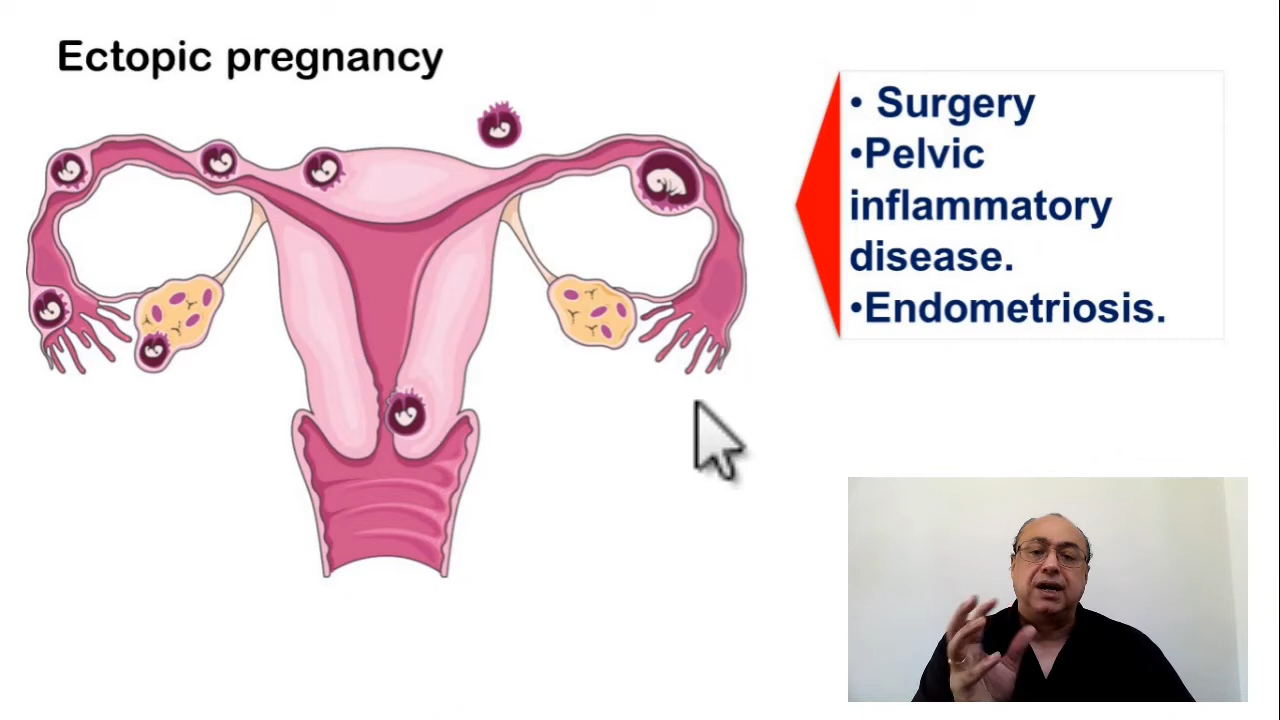 Ectopic pregnancy
• Surgery
•Pelvic
inflammatory
disease.
•Endometriosis.